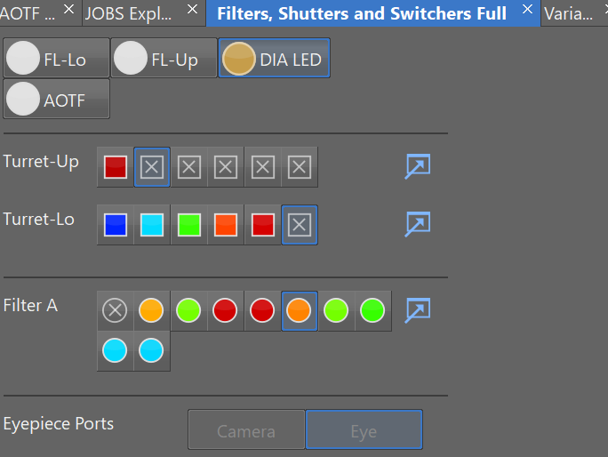 AOTF ... × JOBS Expl... × Filters, Shutters and Switchers Full × Varia...
FL-Lo FL-Up DIA LED
AOTF
Turret-Up
Turret-Lo
Filter A
Eyepiece Ports Camera Eye